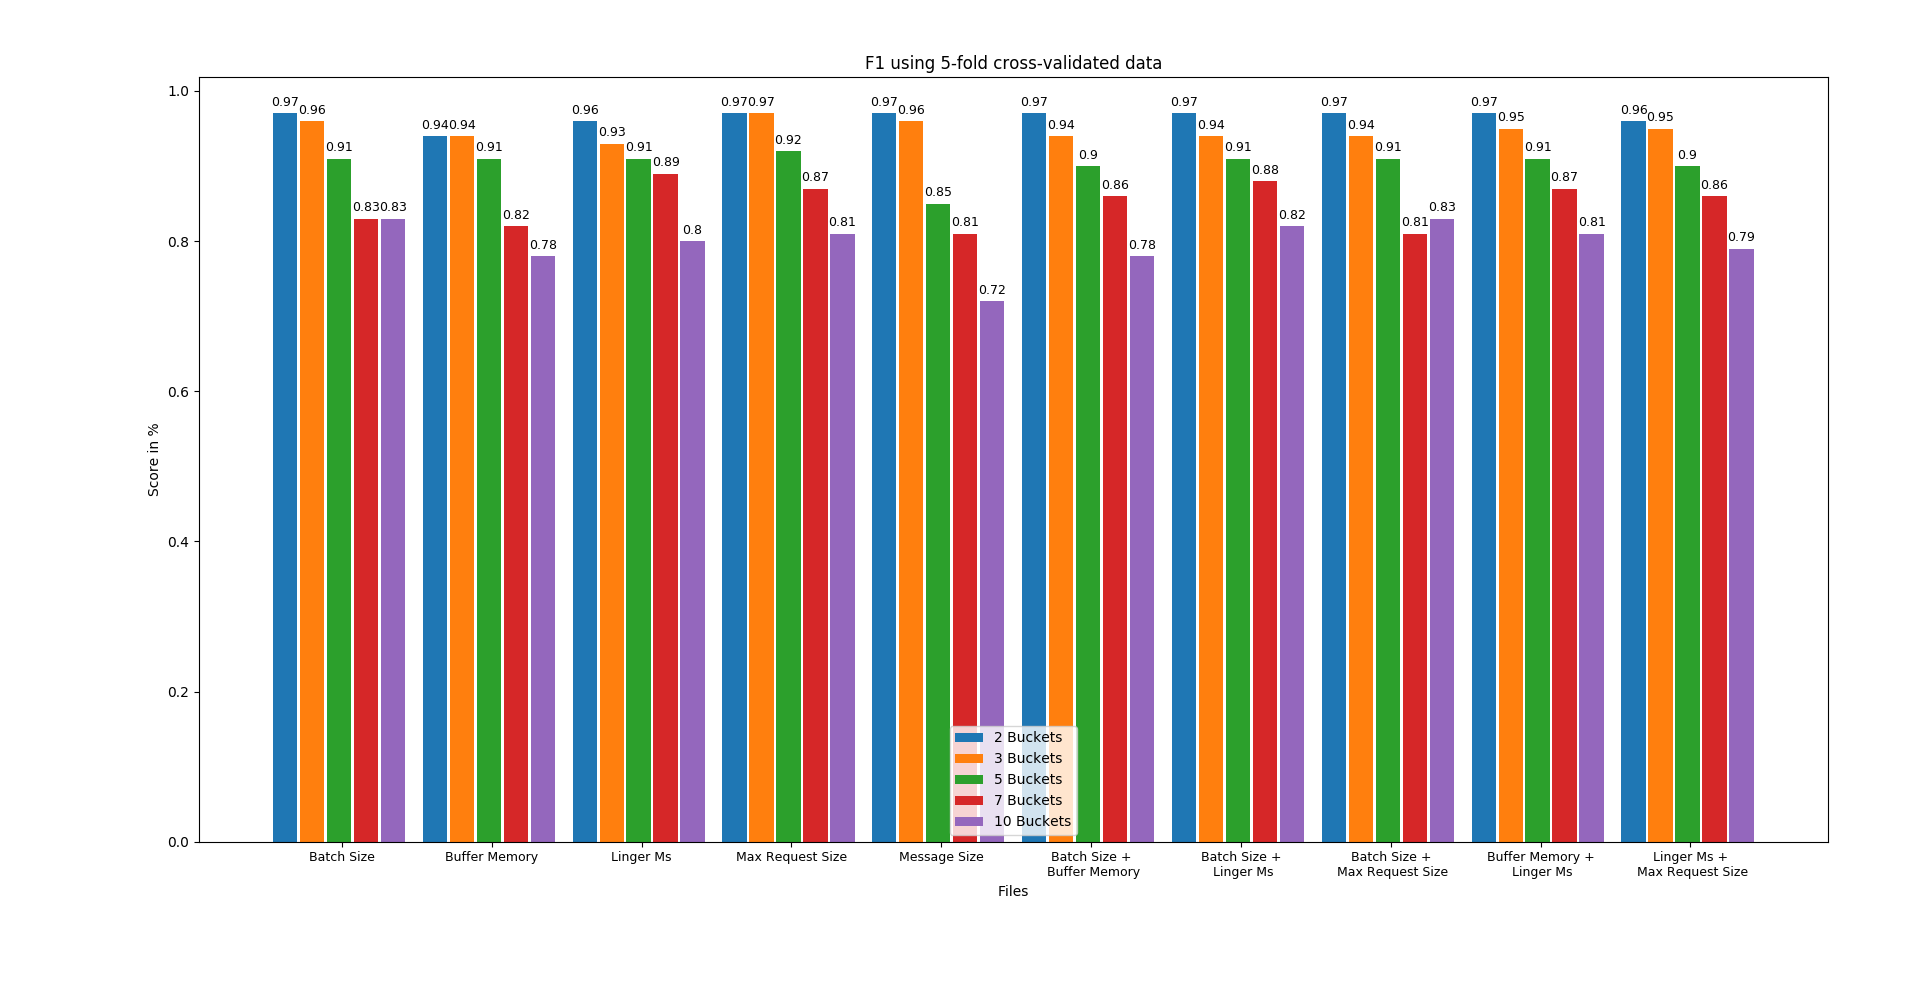 F1 using 5-fold cross-validated data
1.0
0.8
0.6
0.4
0.2
0.0
Score in %
0.97 0.96 0.91 0.83 0.83
0.94 0.94 0.91 0.82 0.78
0.96 0.93 0.91 0.89 0.8
0.97 0.97 0.92 0.87 0.81
0.97 0.96 0.85 0.81 0.72
0.97 0.94 0.9 0.86 0.78
0.97 0.94 0.91 0.88 0.82
0.97 0.94 0.91 0.81 0.83
0.97 0.95 0.91 0.87 0.81
0.96 0.95 0.9 0.86 0.79
2 Buckets
3 Buckets
5 Buckets
7 Buckets
10 Buckets
Batch Size
Buffer Memory
Linger Ms
Max Request Size
Message Size
Batch Size +
Buffer Memory
Batch Size +
Linger Ms
Batch Size +
Max Request Size
Buffer Memory +
Linger Ms
Linger Ms +
Max Request Size
Files